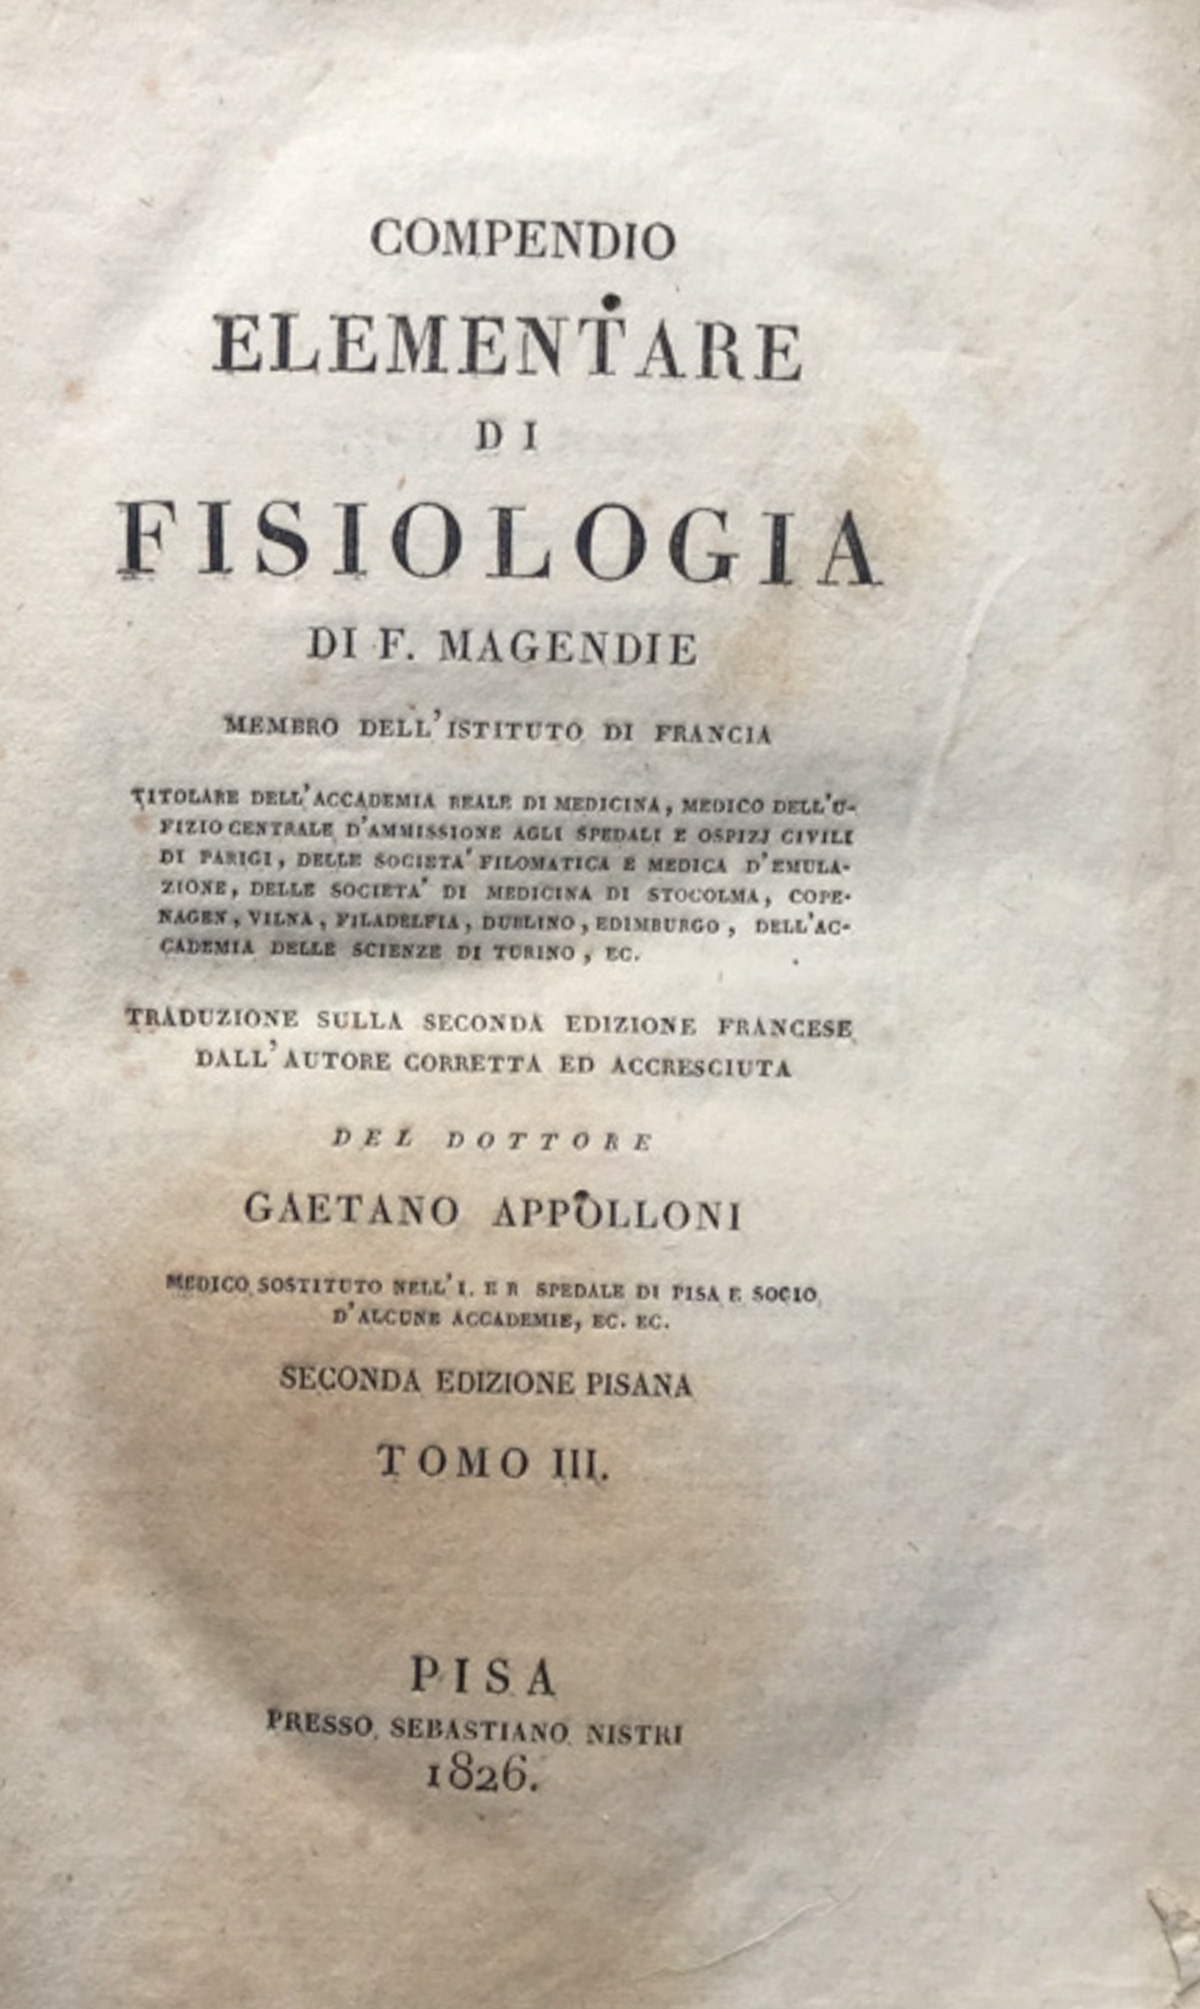 COMPENDIO
ELEMENTARE
DI
FISIOLOGIA
DI F. MAGENDIE
MEMBRO DELL'ISTITUTO DI FRANCIA
TITOLARE DELL'ACCADEMIA REALE DI MEDICINA, MEDICO DELL'U-
FIZIO CENTRALE D'AMMISSIONE AGLI SPEDALI E OSPIZJ CIVILI
DI PARIGI, DELLE SOCIETA' FILOMATICA E MEDICA D'EMULA-
ZIONE, DELLE SOCIETA' DI MEDICINA DI STOCOLMA, COPE-
NAGEN, VILNA, FILADELFIA, DUBLINO, EDIMBURGO, DELL'AC-
CADEMIA DELLE SCIENZE DI TURINO, EC.
TRADUZIONE SULLA SECONDA EDIZIONE FRANCESE
DALL'AUTORE CORRETTA ED ACCRESCIUTA
DEL DOTTORE
GAETANO APPOLLONI
MEDICO SOSTITUTO NELL'I. E R SPEDALE DI PISA E SOCIO
D'ALCUNE ACCADEMIE, EC. EC.
SECONDA EDIZIONE PISANA
TOMO III.
PISA
PRESSO SEBASTIANO NISTRI
1826.